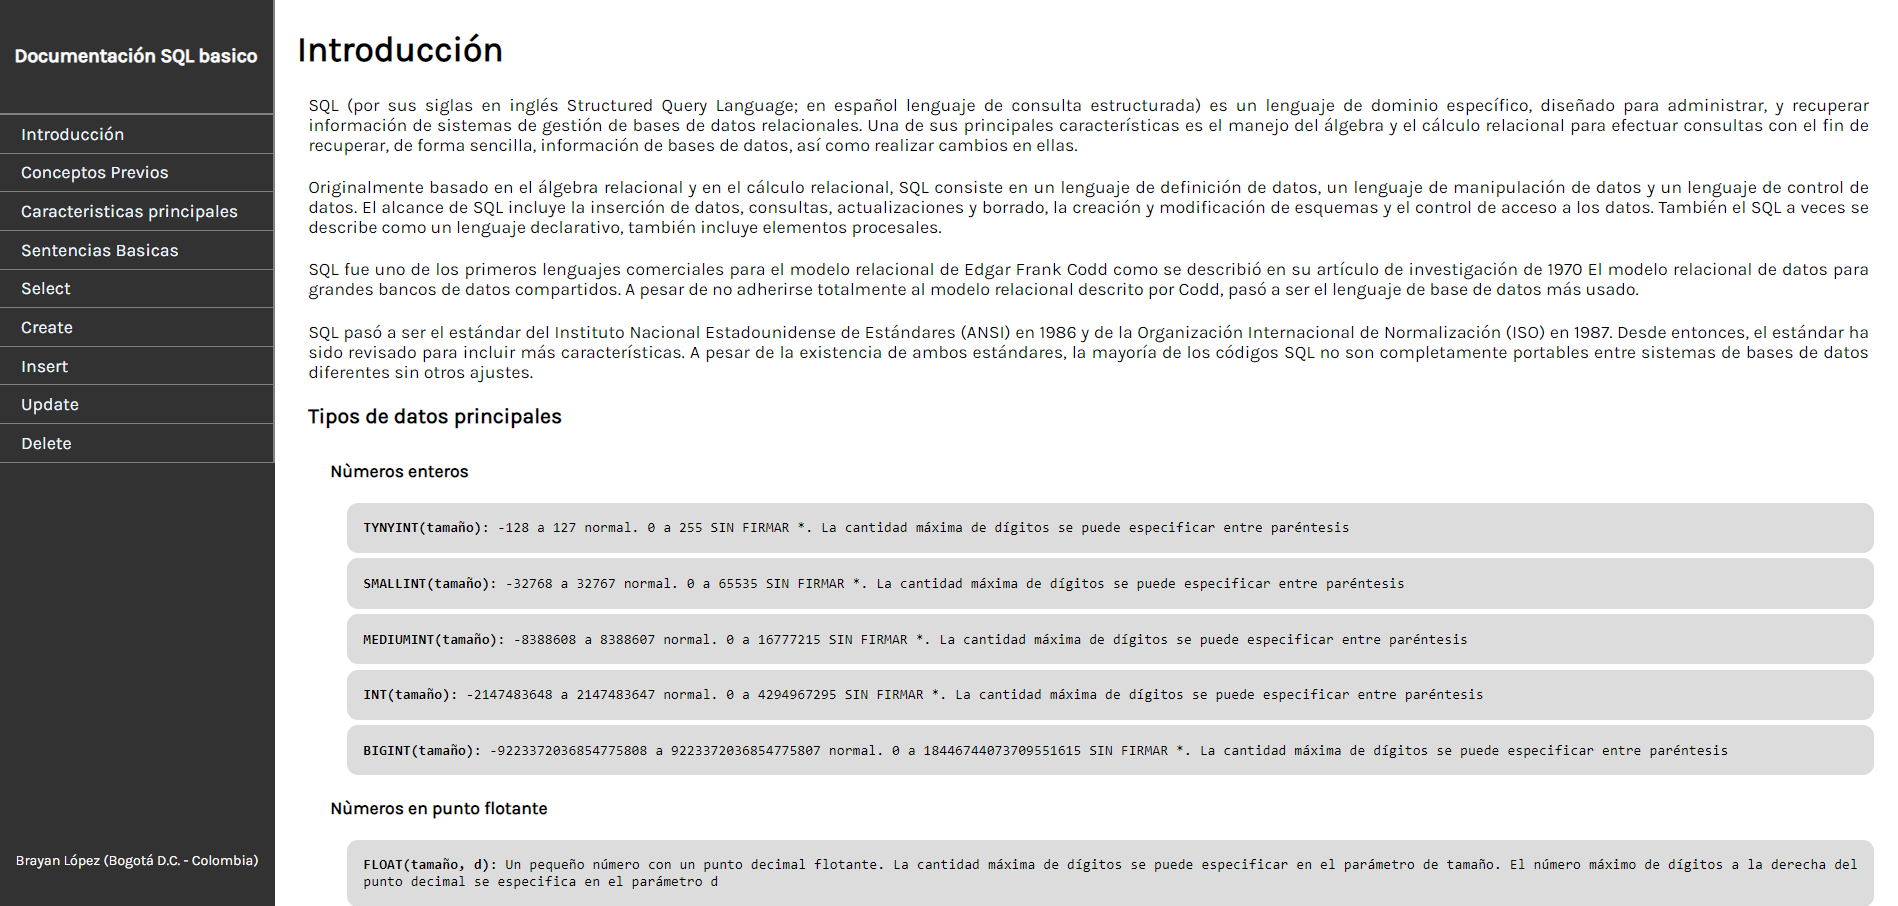 Documentación SQL basico
Introducción
Conceptos Previos
Caracteristicas principales
Sentencias Basicas
Select
Create
Insert
Update
Delete
Brayan López (Bogotá D.C. - Colombia)
Introducción
SQL (por sus siglas en inglés Structured Query Language; en español lenguaje de consulta estructurada) es un lenguaje de dominio específico, diseñado para administrar, y recuperar
información de sistemas de gestión de bases de datos relacionales. Una de sus principales características es el manejo del álgebra y el cálculo relacional para efectuar consultas con el fin de
recuperar, de forma sencilla, información de bases de datos, así como realizar cambios en ellas.
Originalmente basado en el álgebra relacional y en el cálculo relacional, SQL consiste en un lenguaje de definición de datos, un lenguaje de manipulación de datos y un lenguaje de control de
datos. El alcance de SQL incluye la inserción de datos, consultas, actualizaciones y borrado, la creación y modificación de esquemas y el control de acceso a los datos. También el SQL a veces se
describe como un lenguaje declarativo, también incluye elementos procesales.
SQL fue uno de los primeros lenguajes comerciales para el modelo relacional de Edgar Frank Codd como se describió en su artículo de investigación de 1970 El modelo relacional de datos para
grandes bancos de datos compartidos. A pesar de no adherirse totalmente al modelo relacional descrito por Codd, pasó a ser el lenguaje de base de datos más usado.
SQL pasó a ser el estándar del Instituto Nacional Estadounidense de Estándares (ANSI) en 1986 y de la Organización Internacional de Normalización (ISO) en 1987. Desde entonces, el estándar ha
sido revisado para incluir más características. A pesar de la existencia de ambos estándares, la mayoría de los códigos SQL no son completamente portables entre sistemas de bases de datos
diferentes sin otros ajustes.
Tipos de datos principales
Nùmeros enteros
TYNYINT(tamaño): -128 a 127 normal. 0 a 255 SIN FIRMAR *. La cantidad máxima de dígitos se puede especificar entre paréntesis
SMALLINT(tamaño): -32768 a 32767 normal. 0 a 65535 SIN FIRMAR *. La cantidad máxima de dígitos se puede especificar entre paréntesis
MEDIUMINT(tamaño): -8388608 a 8388607 normal. 0 a 16777215 SIN FIRMAR *. La cantidad máxima de dígitos se puede especificar entre paréntesis
INT(tamaño): -2147483648 a 2147483647 normal. 0 a 4294967295 SIN FIRMAR *. La cantidad máxima de dígitos se puede especificar entre paréntesis
BIGINT(tamaño): -9223372036854775808 a 9223372036854775807 normal. 0 a 18446744073709551615 SIN FIRMAR *. La cantidad máxima de dígitos se puede especificar entre paréntesis
Nùmeros en punto flotante
FLOAT(tamaño, d): Un pequeño número con un punto decimal flotante. La cantidad máxima de dígitos se puede especificar en el parámetro de tamaño. El número máximo de dígitos a la derecha del
punto decimal se especifica en el parámetro d